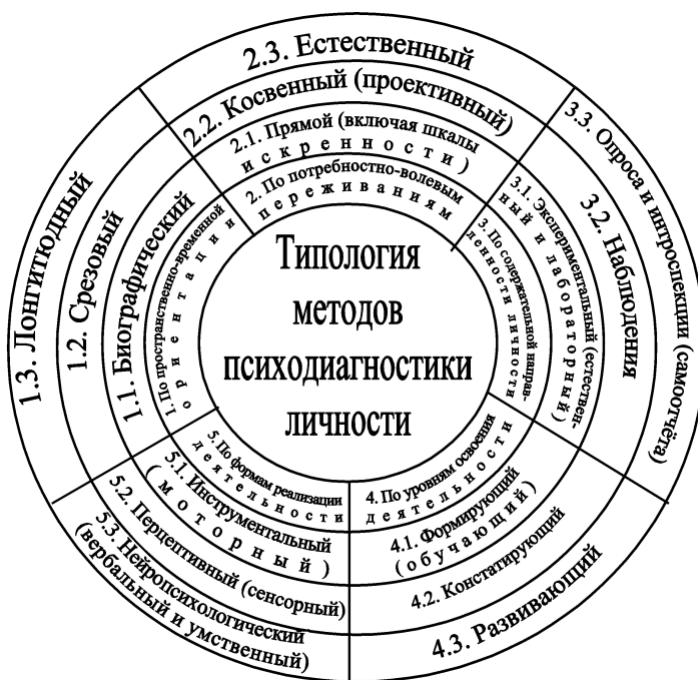 Типология
методов
психодиагностики
личности
1. По пространственно-временной
ориентации
1.1. Биографический
1.2. Срезовый
1.3. Лонгитюдный
2. По потребностно-волевым
переживаниям
2.1. Прямой (включая шкалы
искренности)
2.2. Косвенный (проективный)
2.3. Естественный
3. По содержательной направ-
ленности личности
3.1. Экспериментальный (естествен-
ный и лабораторный)
3.2. Наблюдения
3.3. Опроса и интроспекции (самоотчёта)
4. По уровням освоения
деятельности
4.1. Формирующий
(обучающий)
4.2. Констатирующий
4.3. Развивающий
5. По формам реализации
деятельности
5.1. Инструментальный
(моторный)
5.2. Перцептивный (сенсорный)
5.3. Нейропсихологический
(вербальный и умственный)